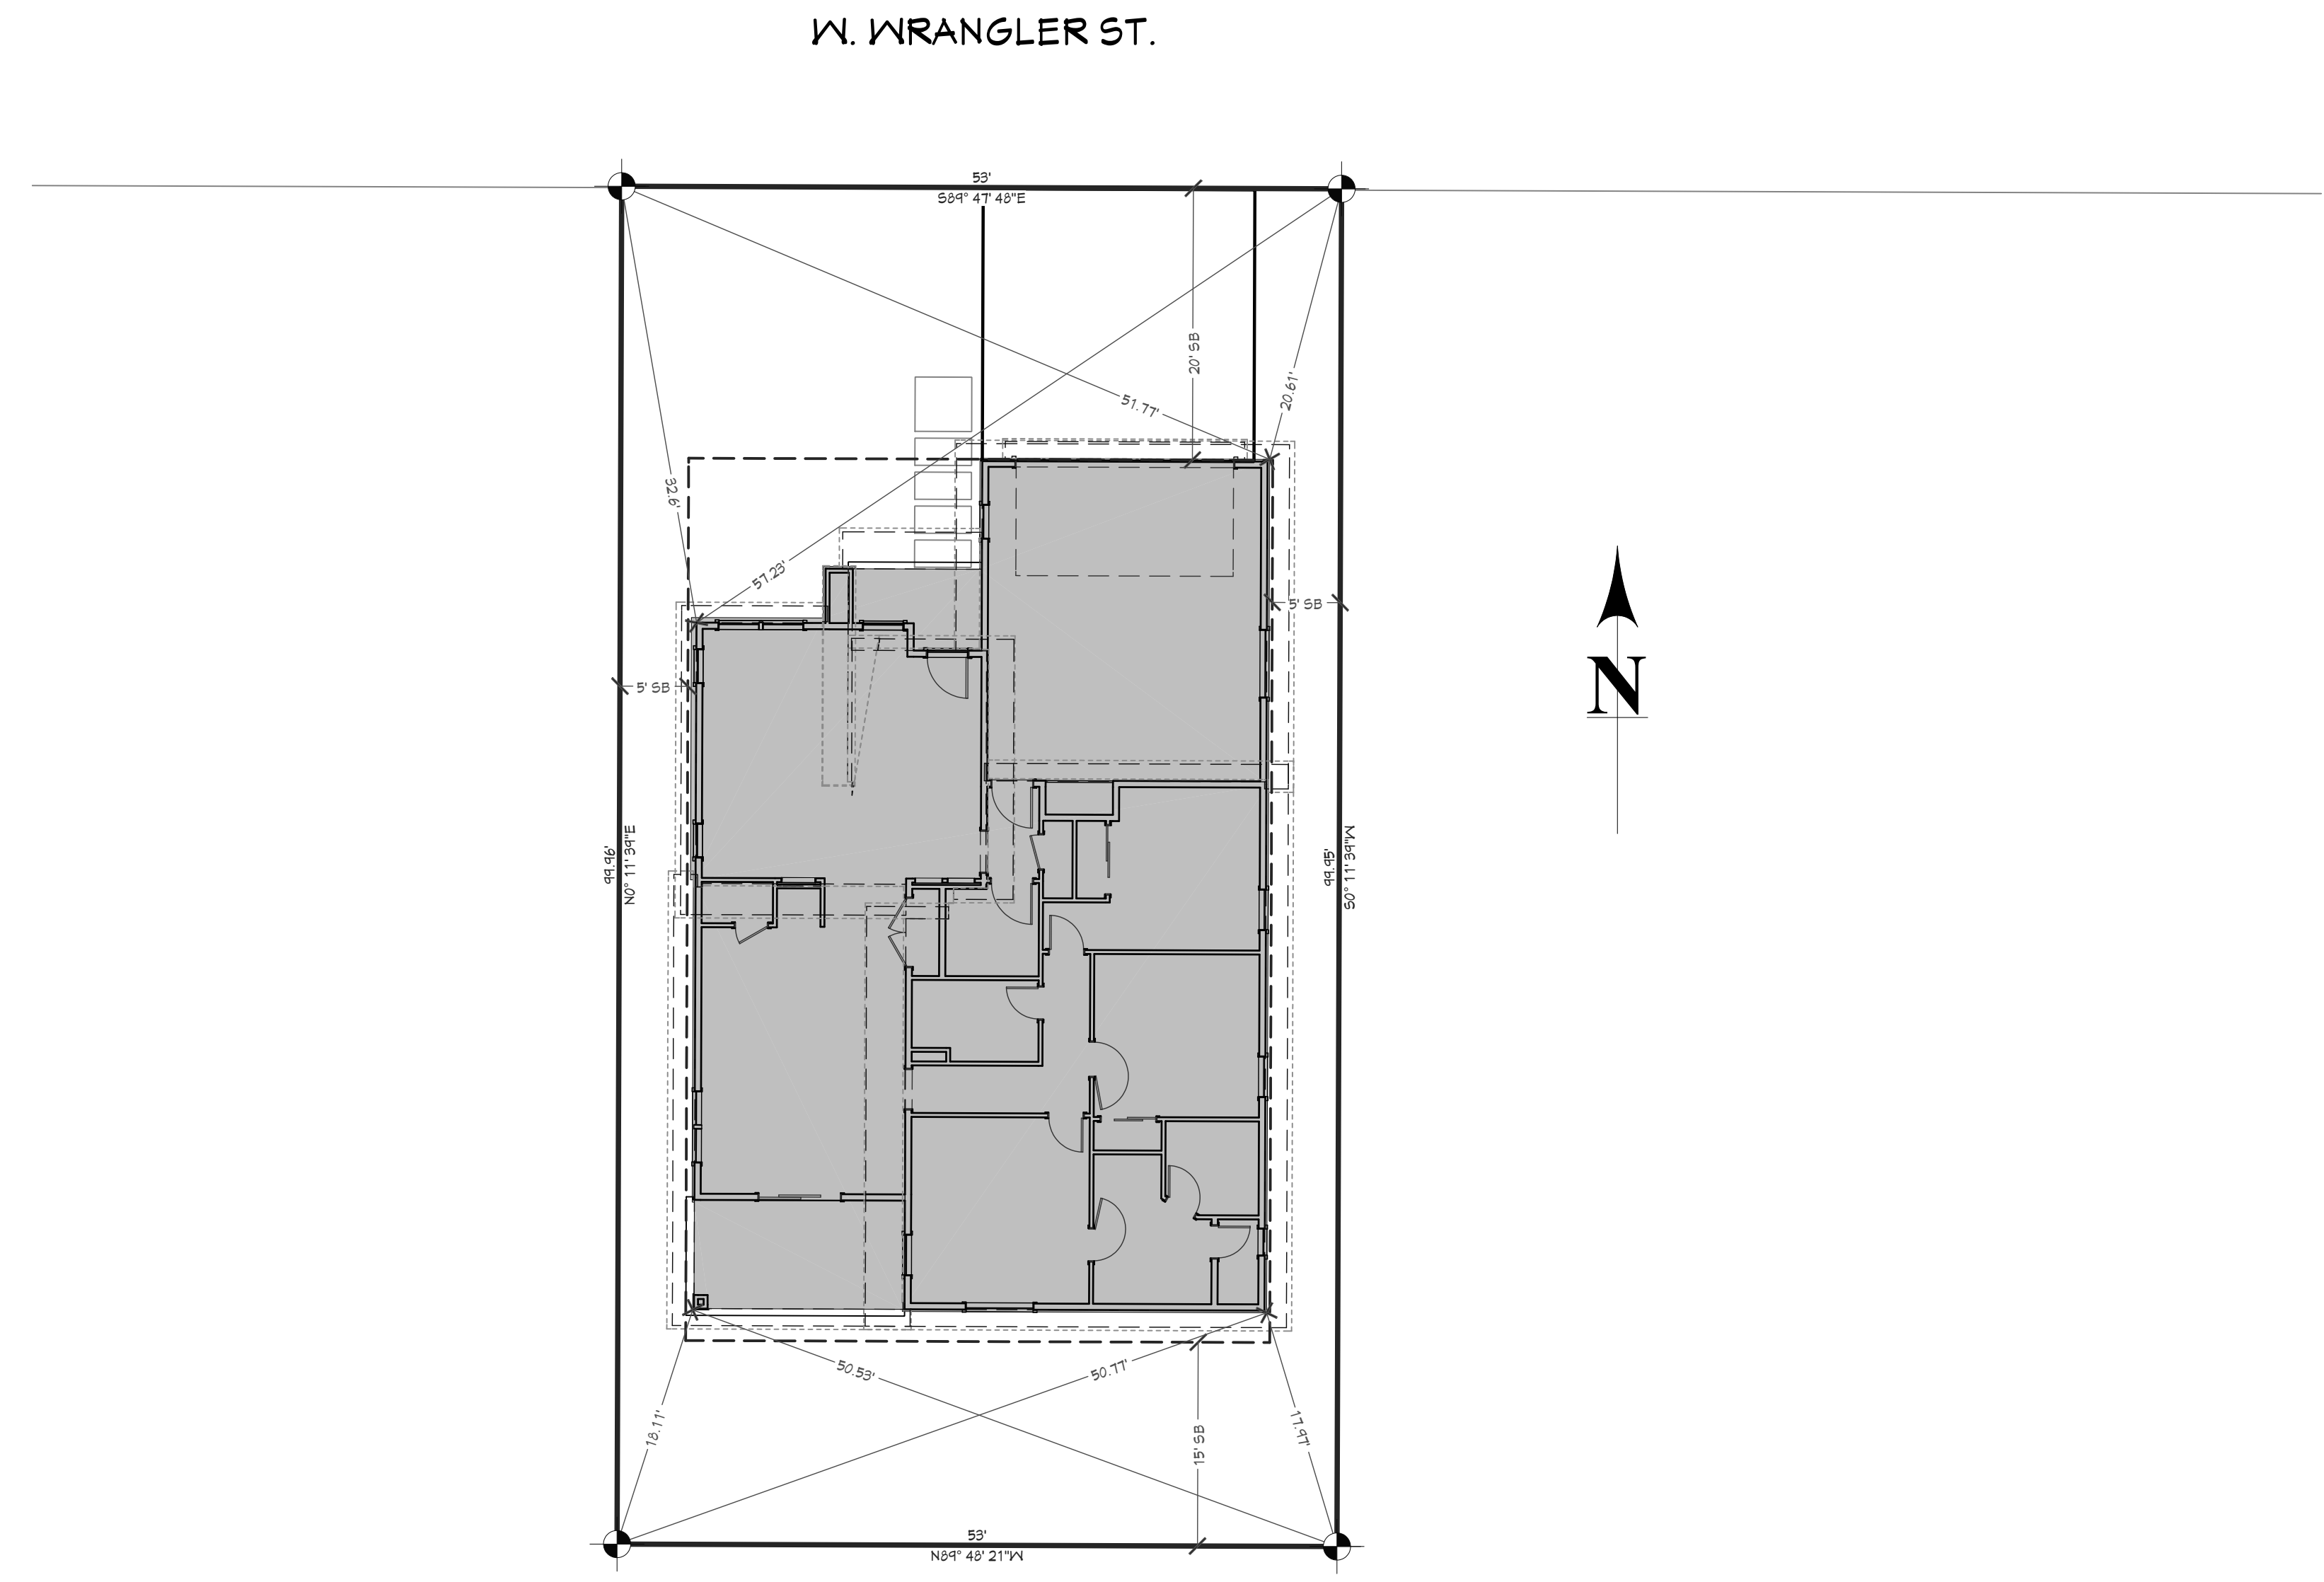 W. WRANGLER ST.
53'
S89° 47' 48"E
20' SB
20.61'
51.77'
32.6'
57.23'
5' SB
N
5' SB
99.96'
N0° 11' 39"E
99.95'
S0° 11' 39"W
50.53'
50.77'
18.11'
15' SB
17.97'
53'
N89° 48' 21"W